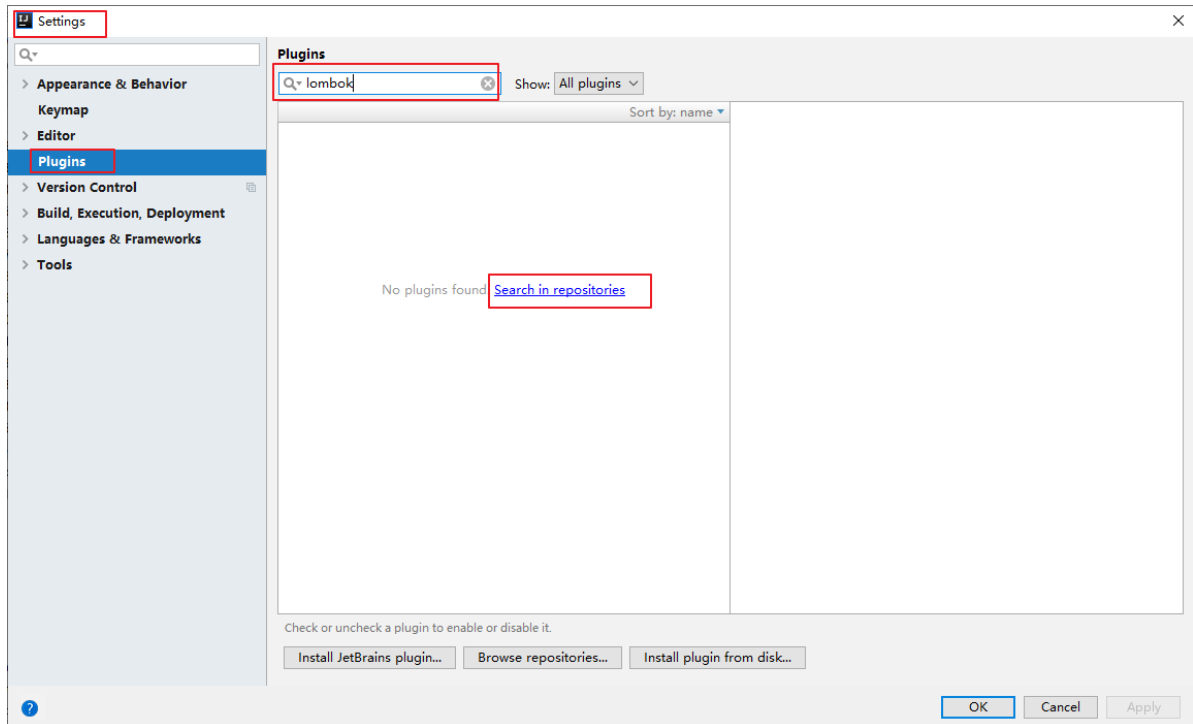 Settings
Plugins
lombok
Show: All plugins
Appearance & Behavior
Keymap
Editor
Plugins
Version Control
Build, Execution, Deployment
Languages & Frameworks
Tools
Sort by: name
No plugins found. Search in repositories
Check or uncheck a plugin to enable or disable it.
Install JetBrains plugin... Browse repositories... Install plugin from disk...
? OK Cancel Apply